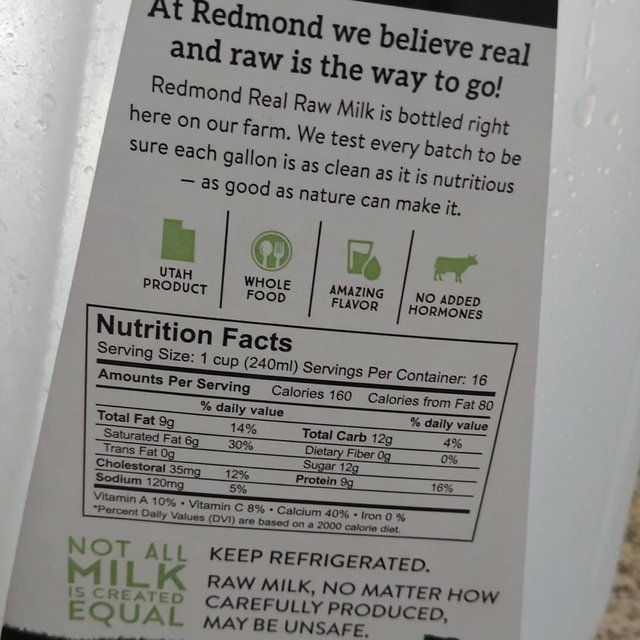 At Redmond we believe real
and raw is the way to go!
Redmond Real Raw Milk is bottled right
here on our farm. We test every batch to be
sure each gallon is as clean as it is nutritious
— as good as nature can make it.
UTAH
PRODUCT
WHOLE
FOOD
AMAZING
FLAVOR
NO ADDED
HORMONES
Nutrition Facts
Serving Size: 1 cup (240ml) Servings Per Container: 16
Amounts Per Serving Calories 160 Calories from Fat 80
% daily value % daily value
Total Fat 9g 14% Total Carb 12g 4%
Saturated Fat 6g 30% Dietary Fiber 0g 0%
Trans Fat 0g Sugar 12g
Cholestoral 35mg 12% Protein 9g 16%
Sodium 120mg 5%
Vitamin A 10% • Vitamin C 8% • Calcium 40% • Iron 0 %
*Percent Daily Values (DVI) are based on a 2000 calorie diet.
NOT ALL
MILK
IS CREATED
EQUAL
KEEP REFRIGERATED.
RAW MILK, NO MATTER HOW
CAREFULLY PRODUCED,
MAY BE UNSAFE.